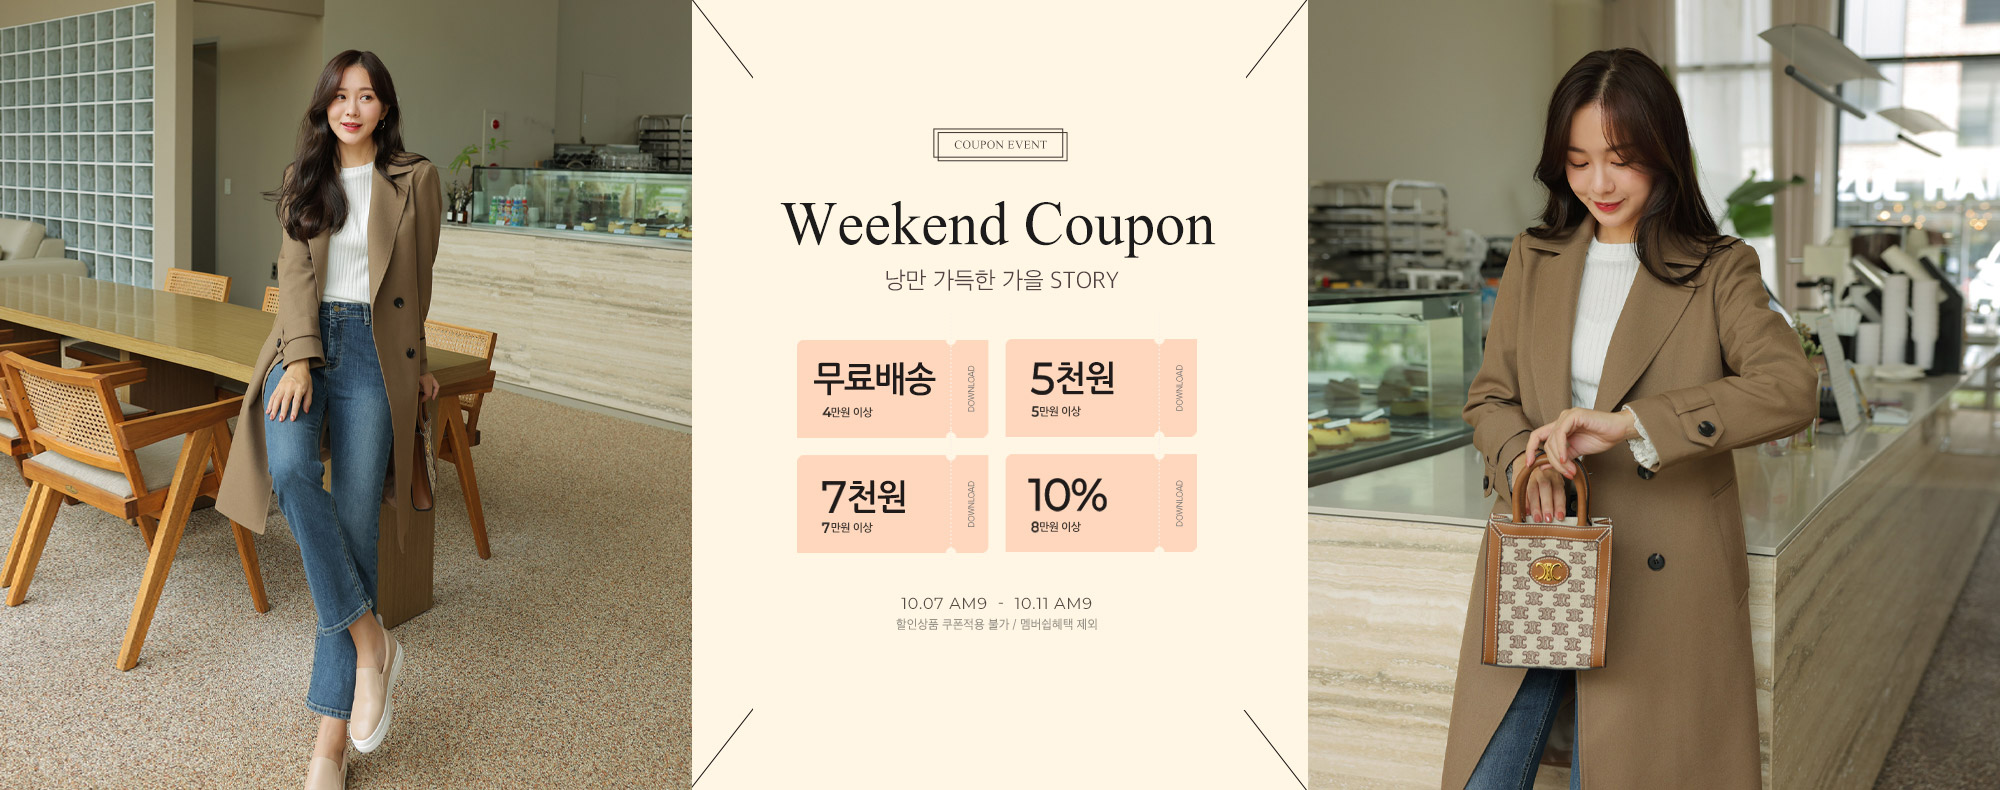 COUPON EVENT
Weekend Coupon
낭만 가득한 가을 STORY
무료배송
4만원 이상
DOWNLOAD
5천원
5만원 이상
DOWNLOAD
7천원
7만원 이상
DOWNLOAD
10%
8만원 이상
DOWNLOAD
10.07 AM9 - 10.11 AM9
할인상품 쿠폰적용 불가 / 멤버쉽혜택 제외